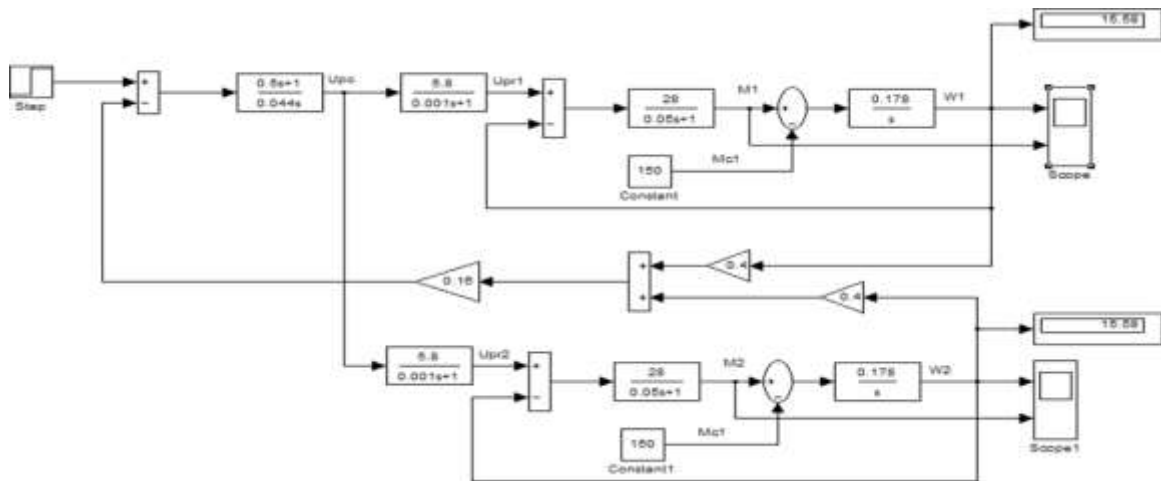 15.58
Step
+
−
0.5s+1
0.044s
Upc
5.8
0.001s+1
Upr1
+
−
28
0.05s+1
M1
+
−
0.178
s
W1
Scope
150
Constant
Mc1
0.4
+
+
0.16
0.4
15.58
5.8
0.001s+1
Upr2
+
−
28
0.05s+1
M2
+
−
0.178
s
W2
Scope1
150
Constant1
Mc1